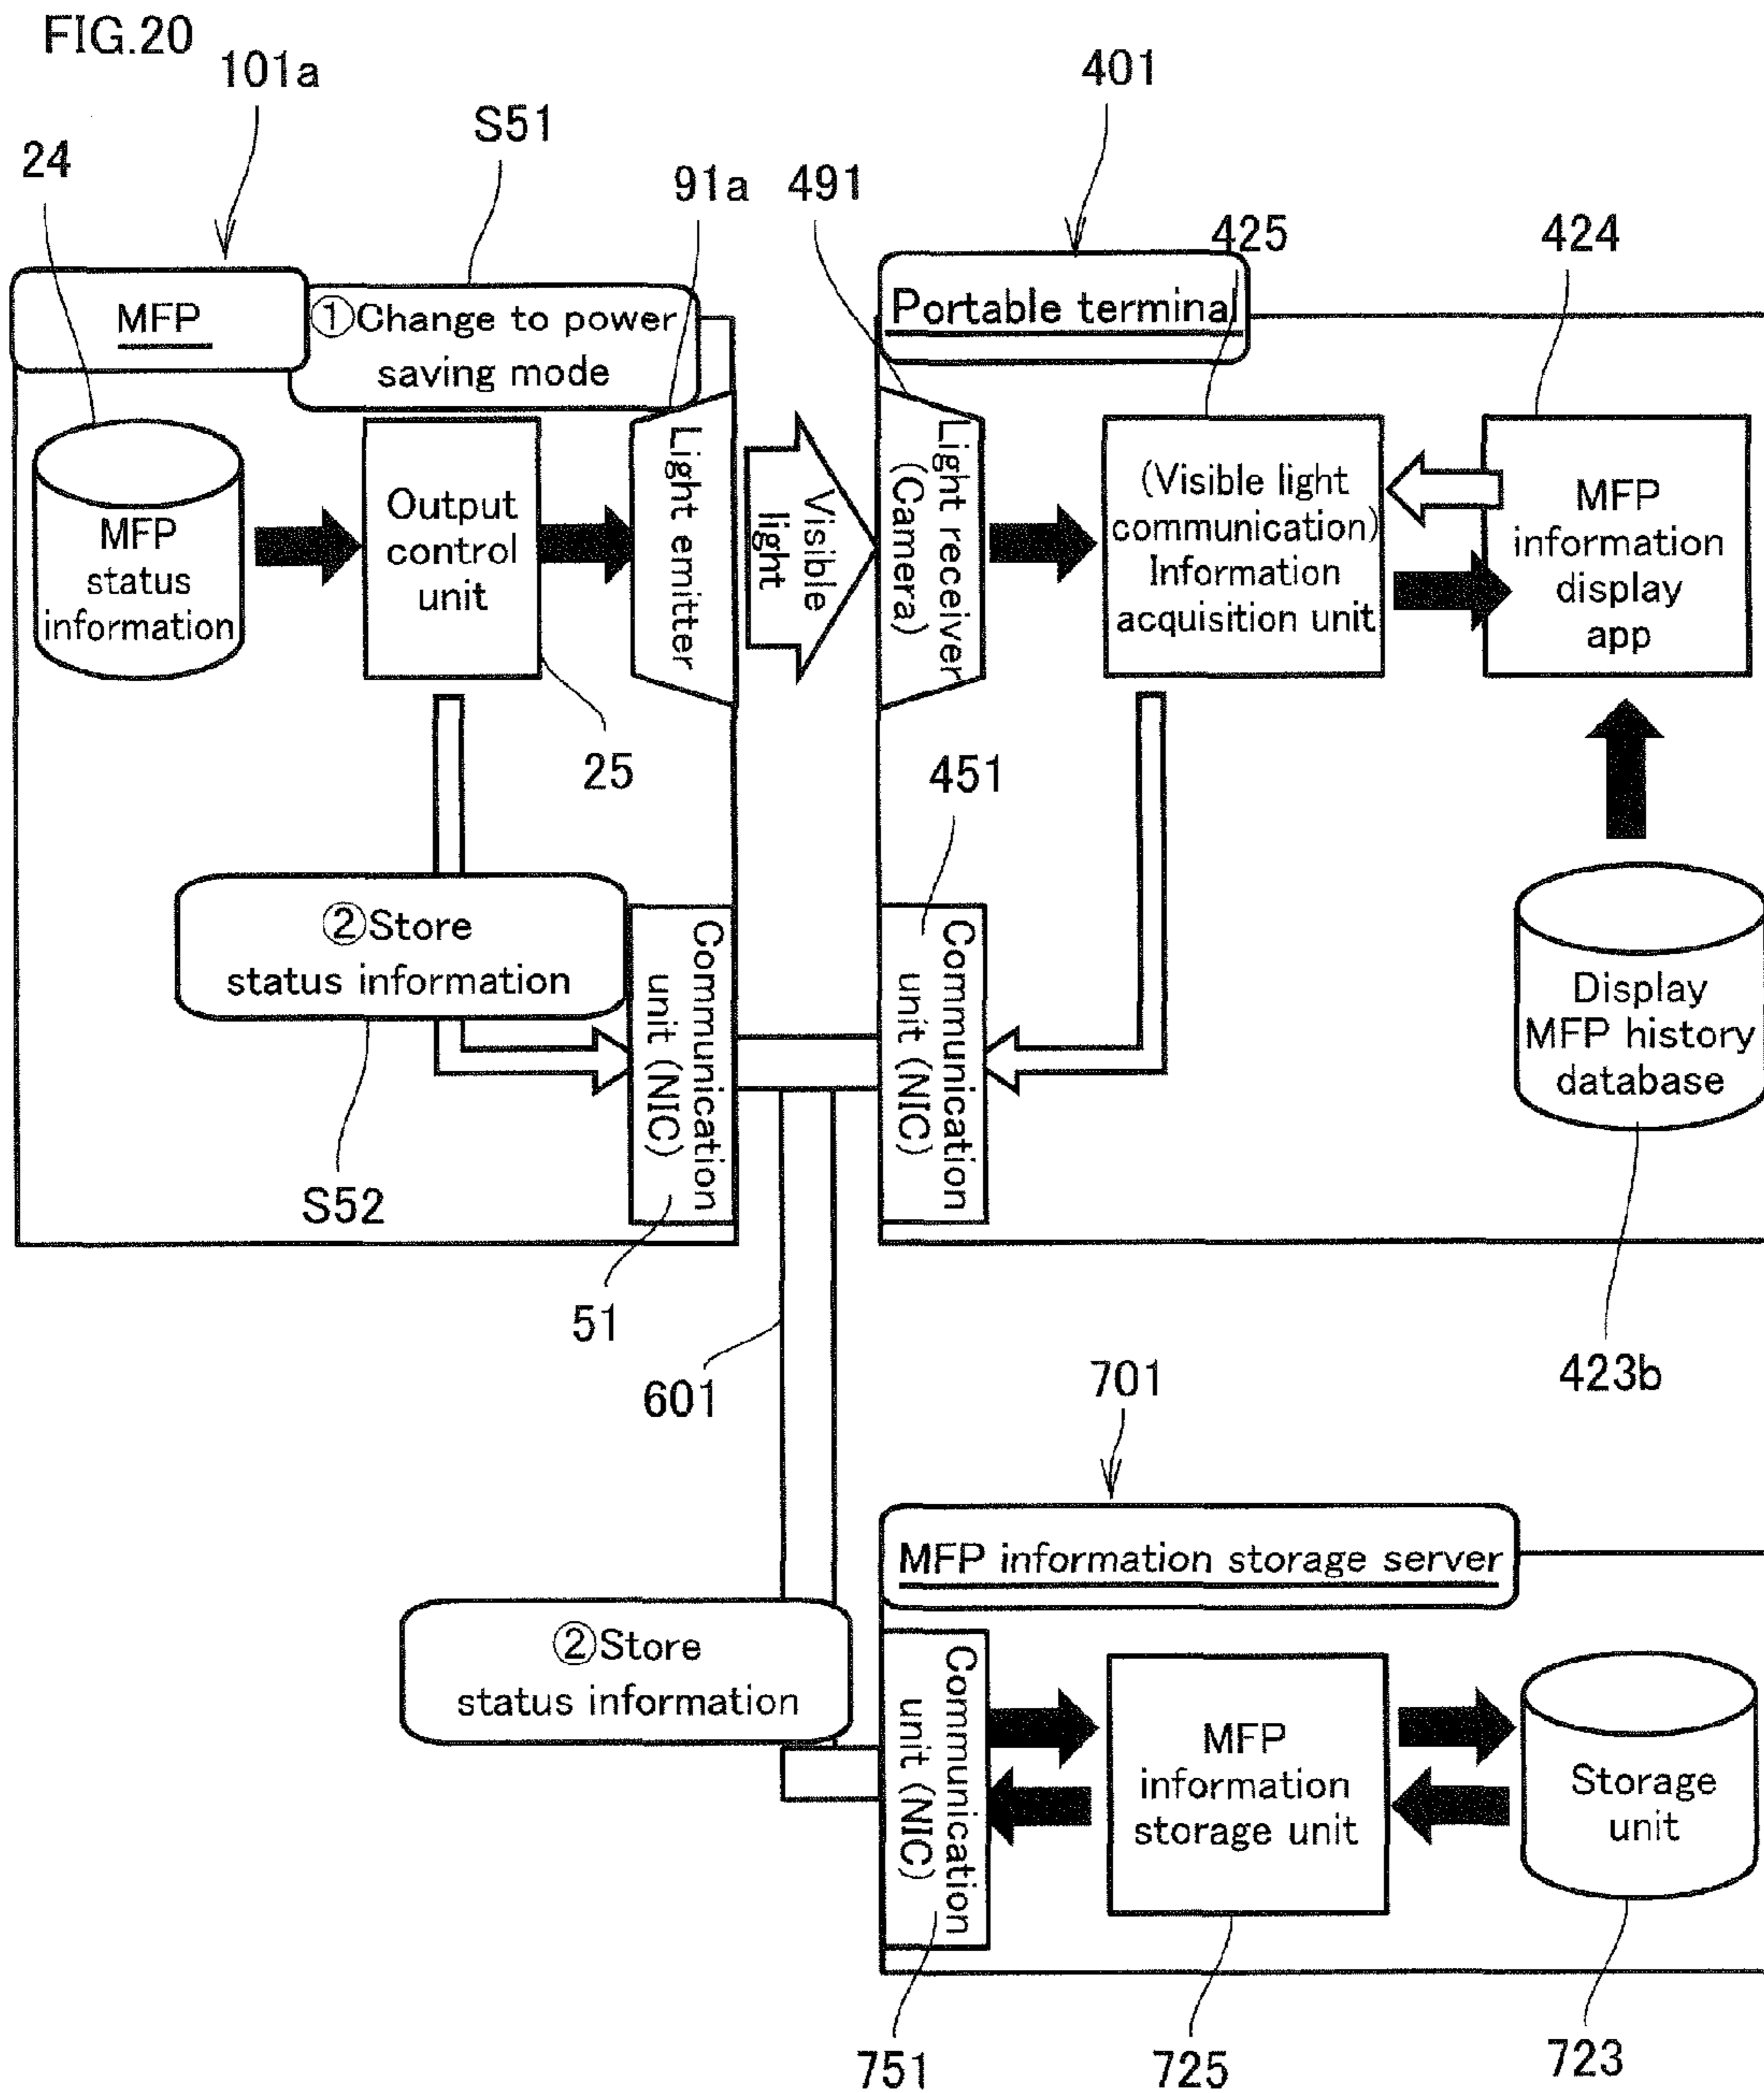 FIG.20
101a
401
S51
24
91a
491
425
424
MFP
①Change to power
saving mode
Portable terminal
MFP
status
information
Output
control
unit
Light emitter
Visible
light
Light receiver
(Camera)
(Visible light
communication)
Information
acquisition unit
MFP
information
display
app
25
451
②Store
status information
Communication
unit (NIC)
Communication
unit (NIC)
Display
MFP history
database
S52
51
601
423b
701
MFP information storage server
②Store
status information
Communication
unit (NIC)
MFP
information
storage unit
Storage
unit
751
725
723